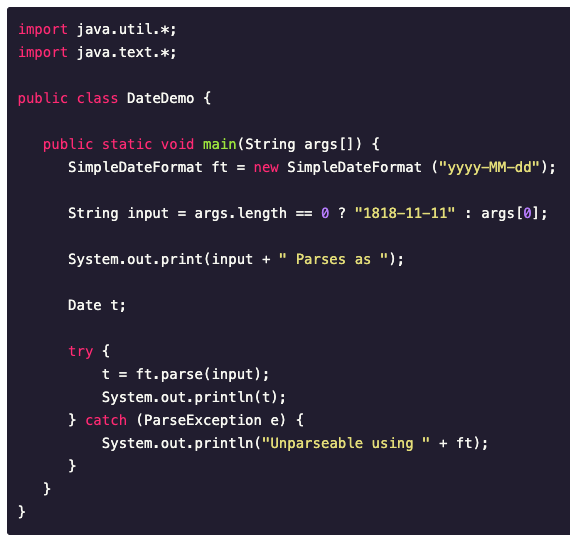 import java.util.*;
import java.text.*;

public class DateDemo {

   public static void main(String args[]) {
      SimpleDateFormat ft = new SimpleDateFormat ("yyyy-MM-dd");

      String input = args.length == 0 ? "1818-11-11" : args[0];

      System.out.print(input + " Parses as ");

      Date t;

      try {
          t = ft.parse(input);
          System.out.println(t);
      } catch (ParseException e) {
          System.out.println("Unparseable using " + ft);
      }
   }
}